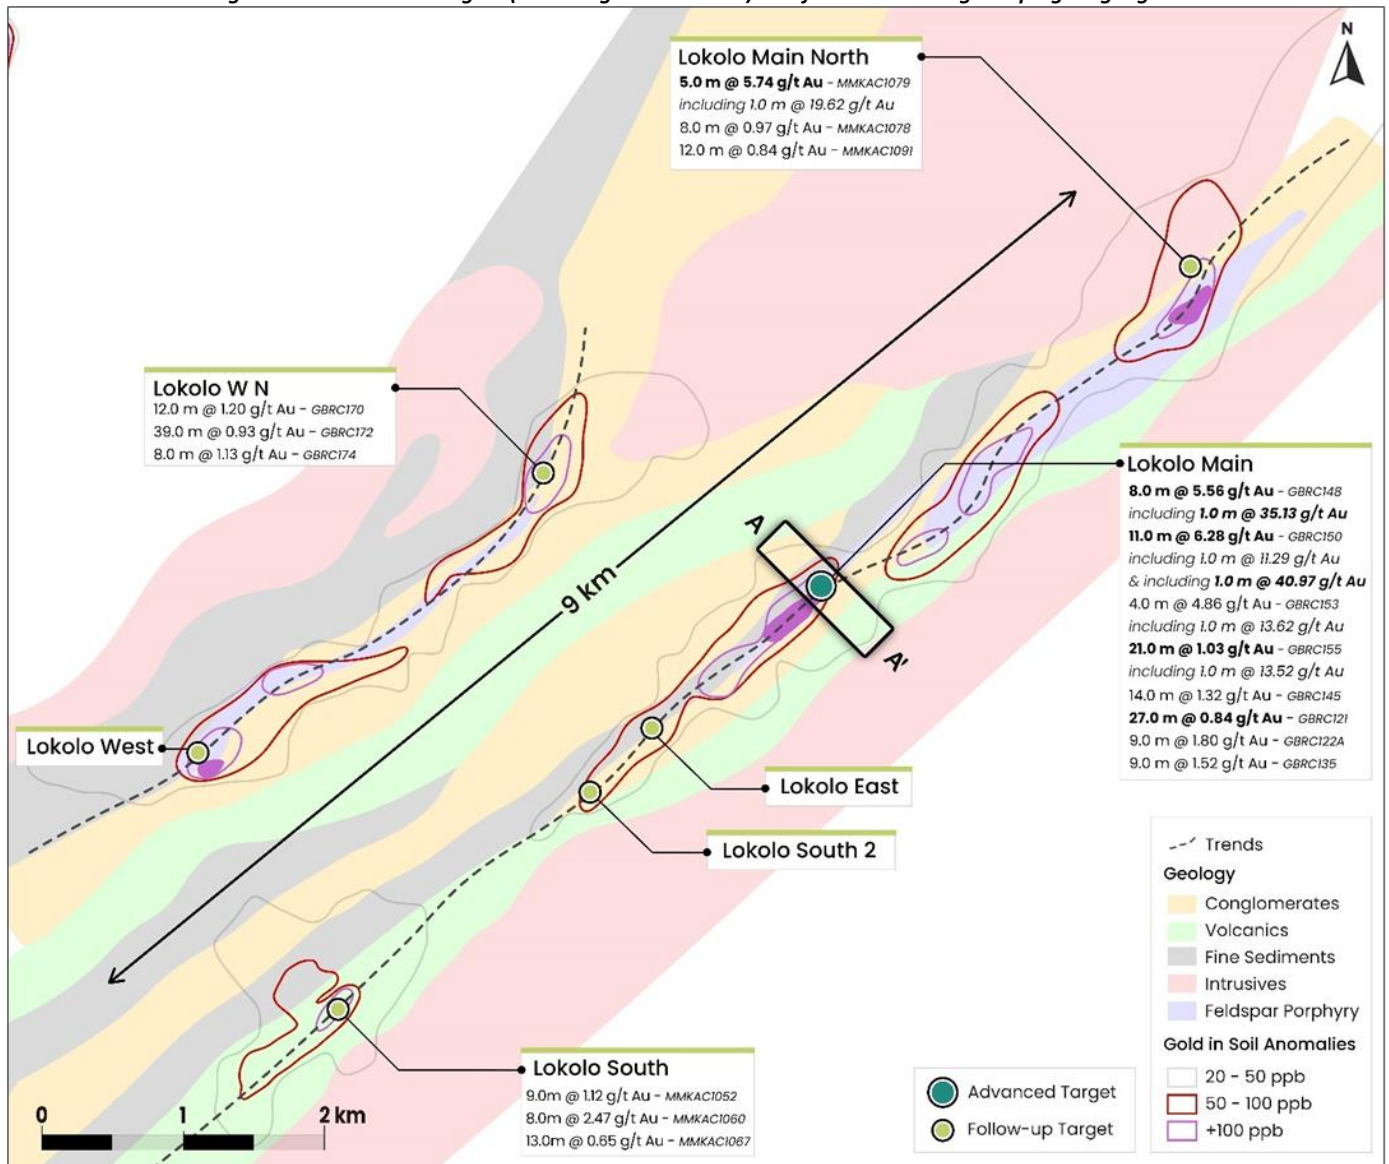 N
Lokolo Main North
5.0 m @ 5.74 g/t Au - MMKAC1079
including 1.0 m @ 19.62 g/t Au
8.0 m @ 0.97 g/t Au - MMKAC1078
12.0 m @ 0.84 g/t Au - MMKAC1091
Lokolo W N
12.0 m @ 1.20 g/t Au - GBRC170
39.0 m @ 0.93 g/t Au - GBRC172
8.0 m @ 1.13 g/t Au - GBRC174
Lokolo Main
8.0 m @ 5.56 g/t Au - GBRC148
including 1.0 m @ 35.13 g/t Au
11.0 m @ 6.28 g/t Au - GBRC150
including 1.0 m @ 11.29 g/t Au
& including 1.0 m @ 40.97 g/t Au
4.0 m @ 4.86 g/t Au - GBRC153
including 1.0 m @ 13.62 g/t Au
21.0 m @ 1.03 g/t Au - GBRC155
including 1.0 m @ 13.52 g/t Au
14.0 m @ 1.32 g/t Au - GBRC145
27.0 m @ 0.84 g/t Au - GBRC121
9.0 m @ 1.80 g/t Au - GBRC122A
9.0 m @ 1.52 g/t Au - GBRC135
A
A'
9 km
Lokolo West
Lokolo East
Lokolo South 2
Lokolo South
9.0m @ 1.12 g/t Au - MMKAC1052
8.0m @ 2.47 g/t Au - MMKAC1060
13.0m @ 0.65 g/t Au - MMKAC1067
0 1 2 km
Advanced Target
Follow-up Target
Trends
Geology
Conglomerates
Volcanics
Fine Sediments
Intrusives
Feldspar Porphyry
Gold in Soil Anomalies
20 - 50 ppb
50 - 100 ppb
+100 ppb